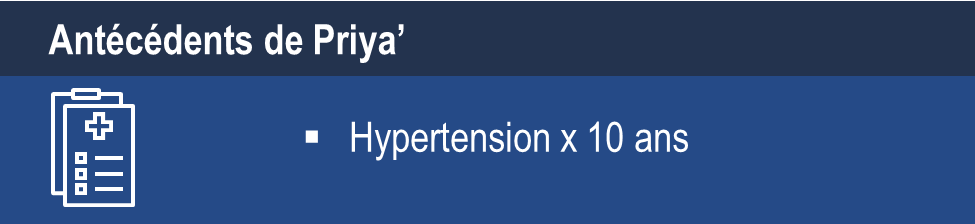 Antécédents de Priya’
▪ Hypertension x 10 ans